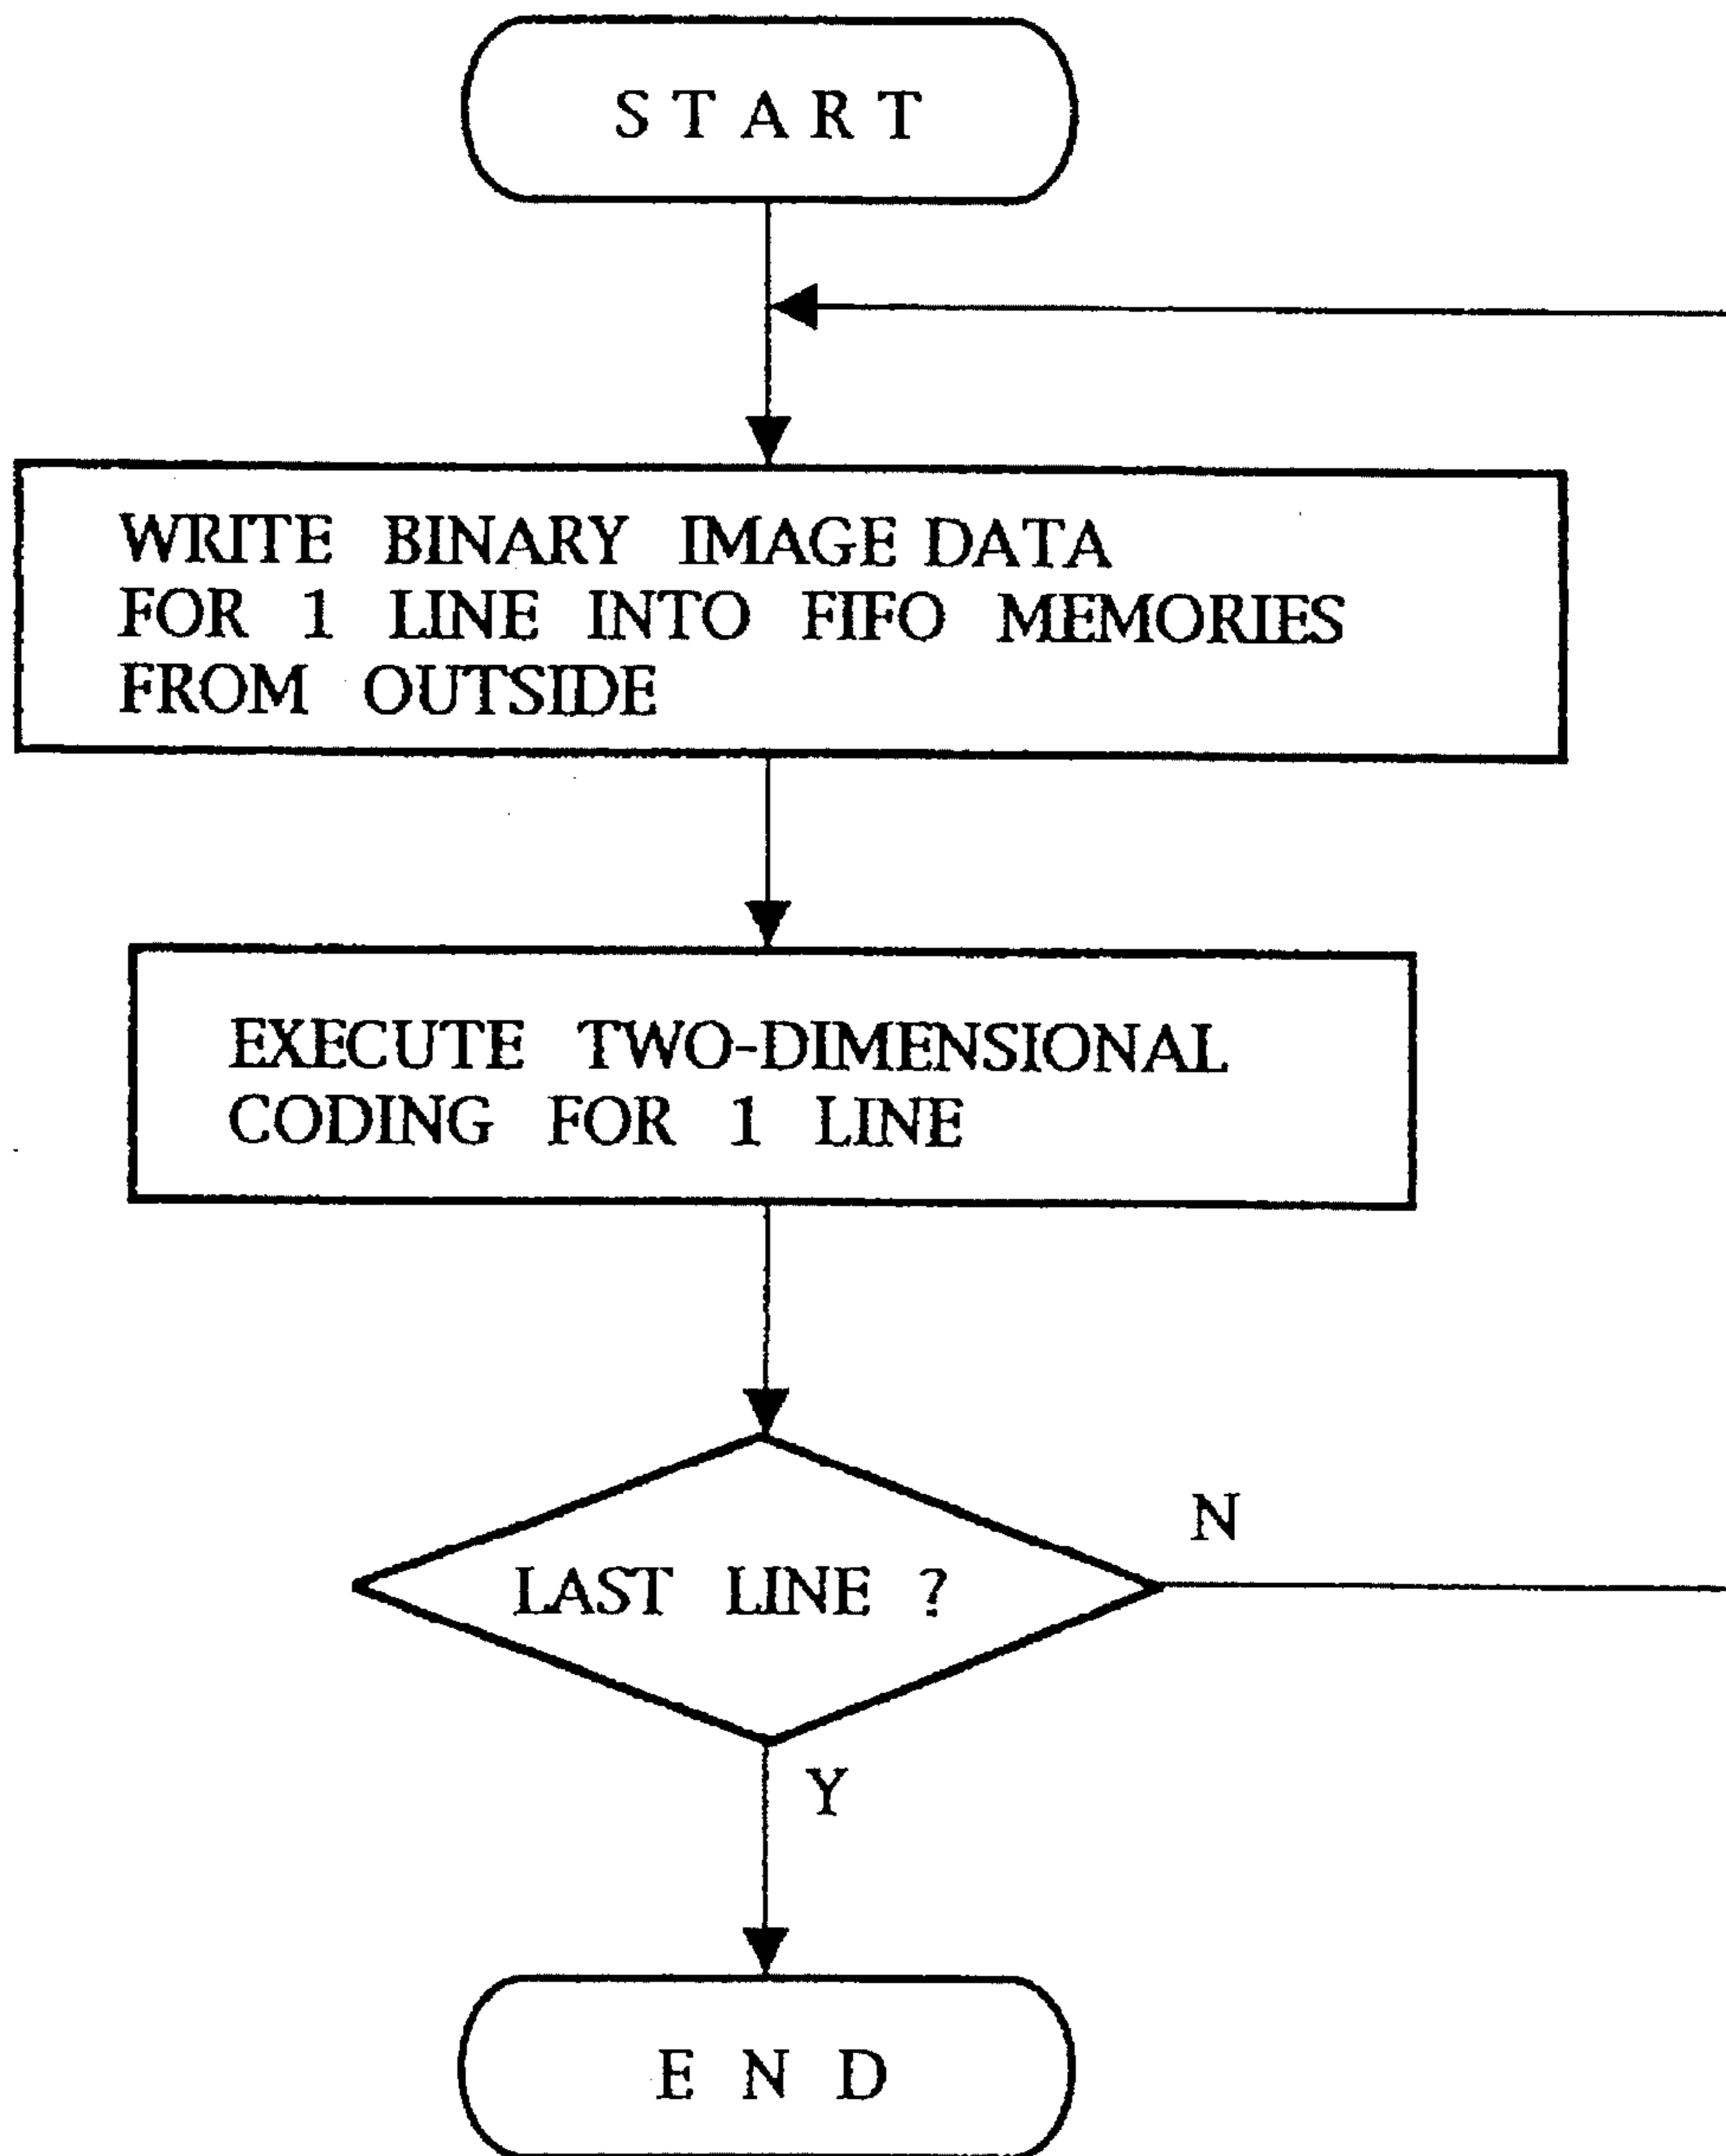 START
WRITE BINARY IMAGE DATA
FOR 1 LINE INTO FIFO MEMORIES
FROM OUTSIDE
EXECUTE TWO-DIMENSIONAL
CODING FOR 1 LINE
LAST LINE ?
N
Y
END